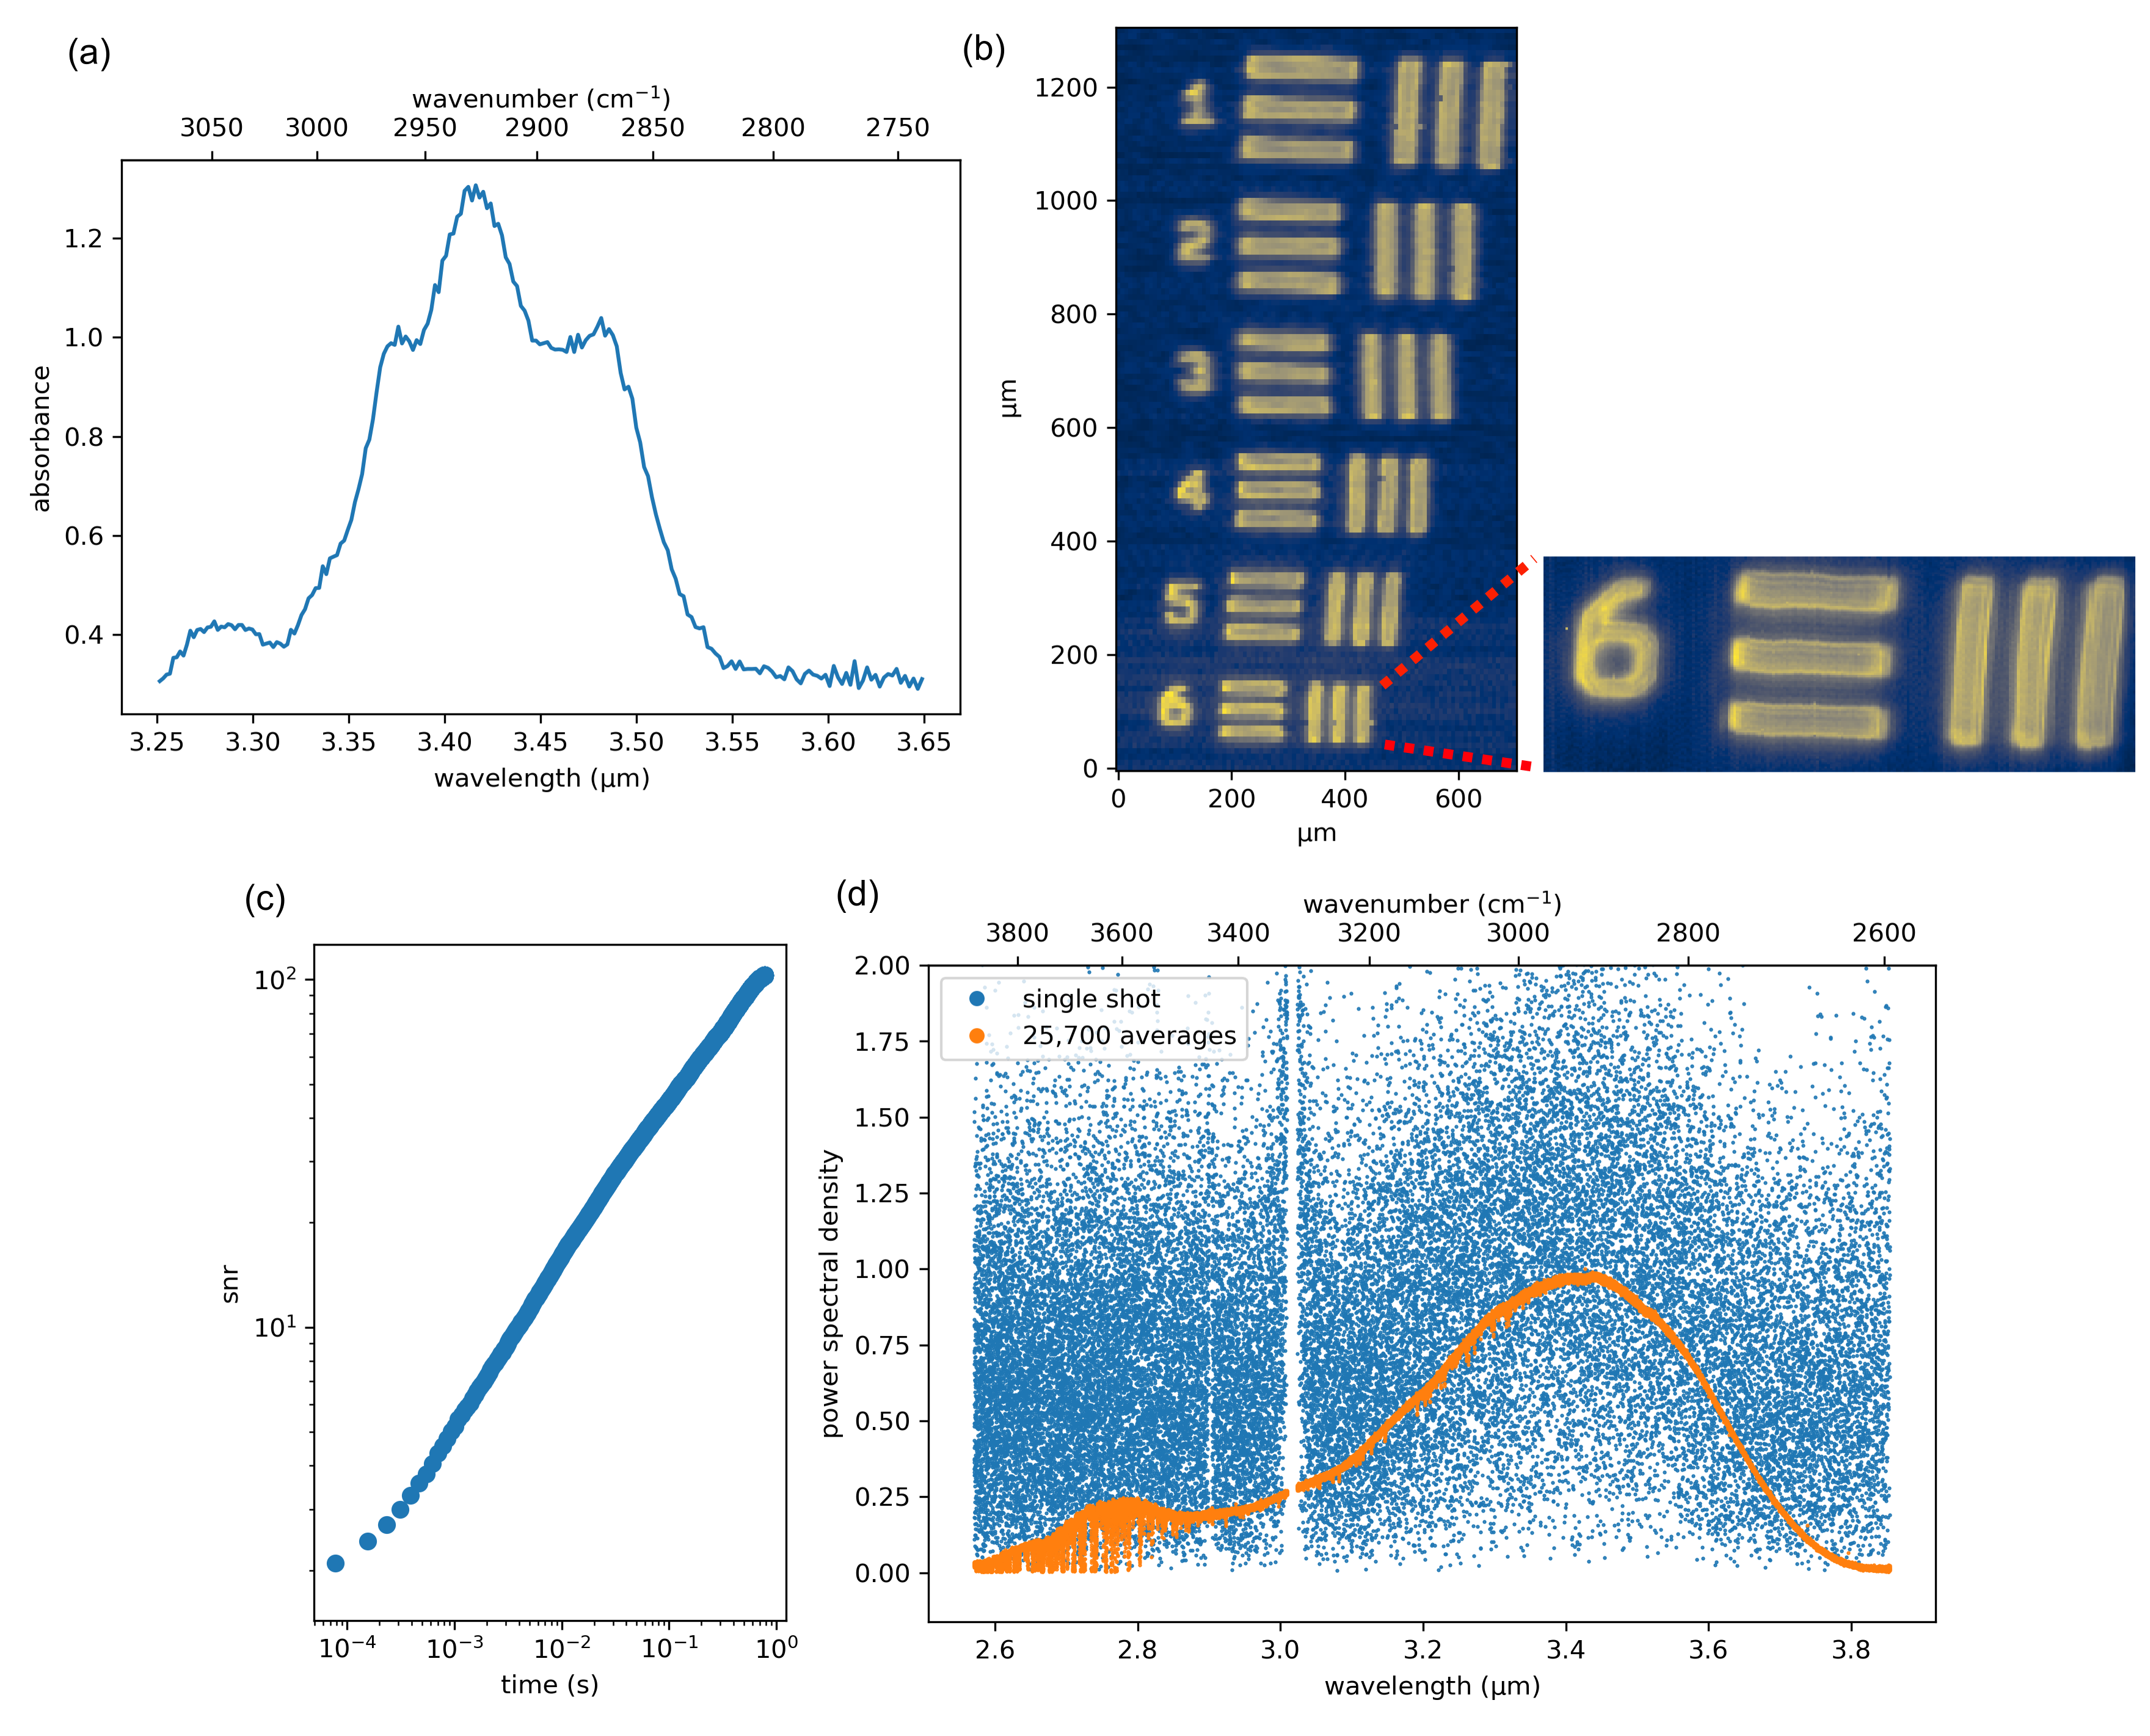 (a)
wavenumber (cm⁻¹)
3050 3000 2950 2900 2850 2800 2750
1.2
1.0
0.8
0.6
0.4
absorbance
3.25 3.30 3.35 3.40 3.45 3.50 3.55 3.60 3.65
wavelength (µm)
(b)
1200
1000
800
600
400
200
0
µm
1
2
3
4
5
6
0 200 400 600
µm
6
(c)
10²
10¹
snr
10⁻⁴ 10⁻³ 10⁻² 10⁻¹ 10⁰
time (s)
(d)
wavenumber (cm⁻¹)
3800 3600 3400 3200 3000 2800 2600
single shot
25,700 averages
2.00
1.75
1.50
1.25
1.00
0.75
0.50
0.25
0.00
power spectral density
2.6 2.8 3.0 3.2 3.4 3.6 3.8
wavelength (µm)